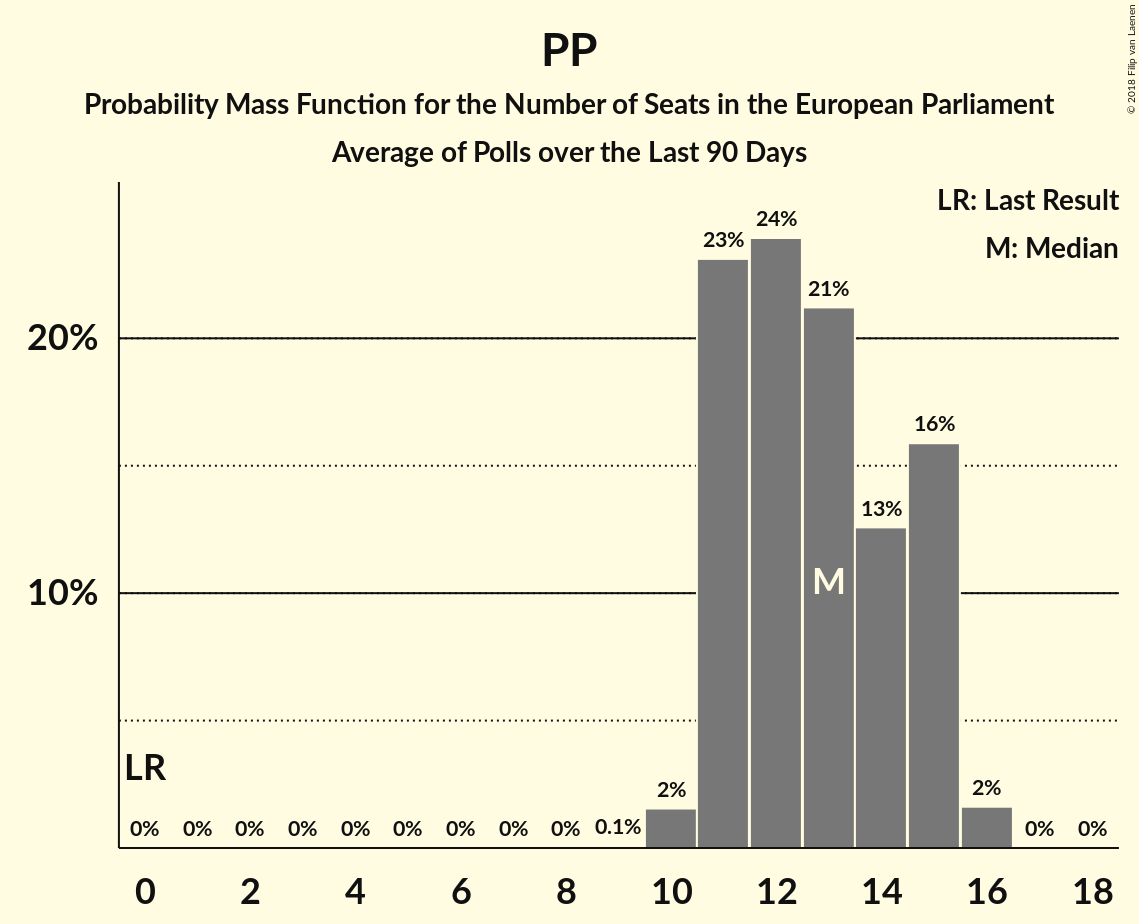 PP
Probability Mass Function for the Number of Seats in the European Parliament
Average of Polls over the Last 90 Days
© 2018 Filip van Laenen
LR: Last Result
M: Median
24%
23%
21%
20%
16%
13%
10%
M
LR
2%
2%
0% 0% 0% 0% 0% 0% 0% 0% 0% 0.1% 0% 0%
0 2 4 6 8 10 12 14 16 18